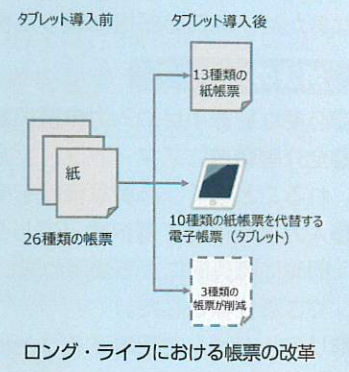 タブレット導入前
タブレット導入後
13種類の
紙帳票
紙
26種類の帳票
10種類の紙帳票を代替する
電子帳票(タブレット)
3種類の
帳票が削減
ロング・ライフにおける帳票の改革